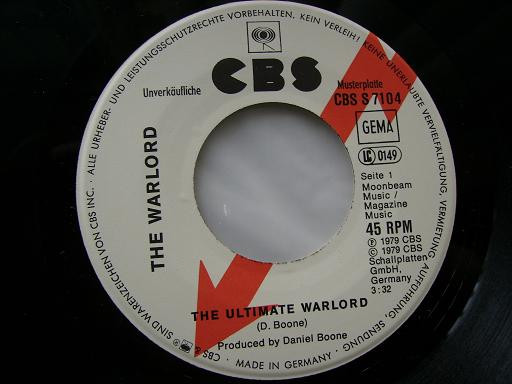 · ALLE URHEBER- UND LEISTUNGSSCHUTZRECHTE VORBEHALTEN. KEIN VERLEIH! KEINE UNERLAUBTE VERVIELFÄLTIGUNG, VERMIETUNG, AUFFÜHRUNG, SENDUNG
CBS
Unverkäufliche Musterplatte
CBS S 7104
GEMA
LC 0149
THE WARLORD
Seite 1
Moonbeam
Music /
Magazine
Music
45 RPM
Ⓟ 1979 CBS
© 1979 CBS
Schallplatten
GmbH,
Germany
3:32
THE ULTIMATE WARLORD
(D. Boone)
Produced by Daniel Boone
· MADE IN GERMANY ·
CBS & SIND WARENZEICHEN VON CBS INC.